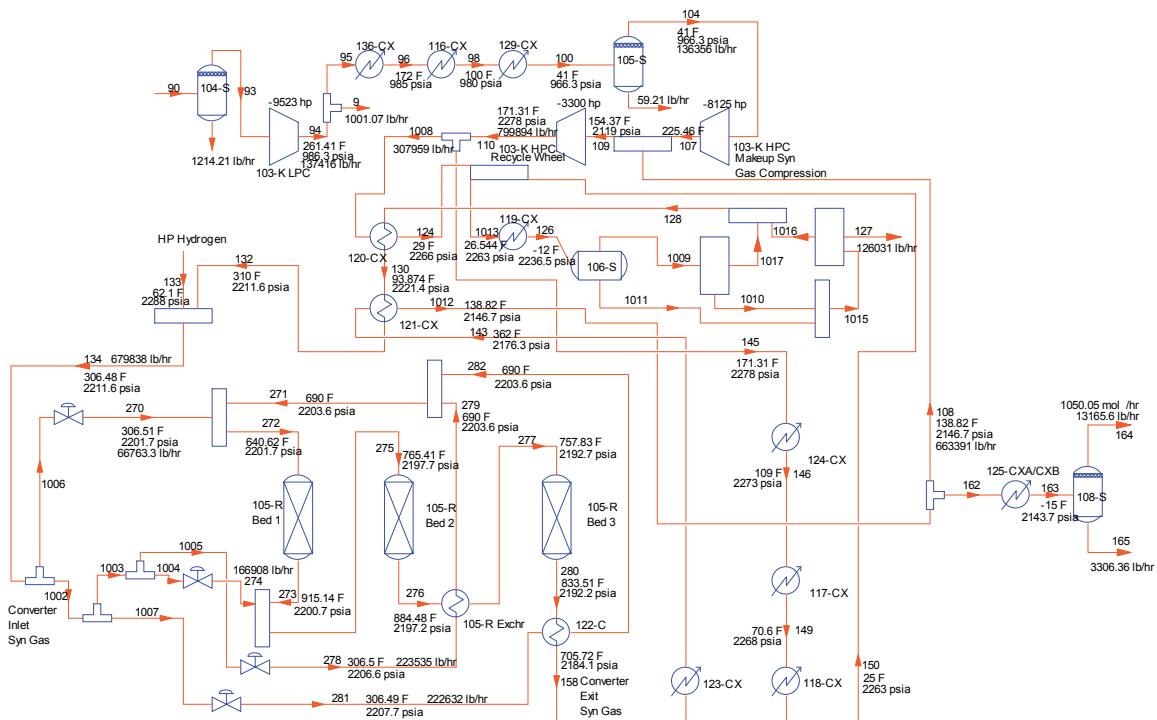 104
41 F
966.3 psia
136356 lb/hr
136-CX
116-CX
129-CX
95
96
98
100
105-S
172 F
985 psia
100 F
980 psia
41 F
966.3 psia
90
104-S
93
-9523 hp
9
1001.07 lb/hr
59.21 lb/hr
-3300 hp
-8125 hp
171.31 F
2278 psia
799894 lb/hr
154.37 F
2119 psia
225.46 F
94
261.41 F
986.3 psia
137416 lb/hr
1214.21 lb/hr
103-K LPC
1008
307959 lb/hr
110
103-K HPC
Recycle Wheel
109
107
103-K HPC
Makeup Syn
Gas Compression
HP Hydrogen
119-CX
128
124
29 F
2266 psia
1013
26.544 F
2263 psia
126
-12 F
2236.5 psia
1016
127
126031 lb/hr
120-CX
132
310 F
2211.6 psia
133
62.1 F
2288 psia
130
93.874 F
2221.4 psia
106-S
1009
1017
1012
138.82 F
2146.7 psia
1011
1010
1015
121-CX
143
362 F
2176.3 psia
134
679838 lb/hr
306.48 F
2211.6 psia
145
171.31 F
2278 psia
282
690 F
2203.6 psia
271
690 F
2203.6 psia
279
690 F
2203.6 psia
270
306.51 F
2201.7 psia
66763.3 lb/hr
272
640.62 F
2201.7 psia
275
765.41 F
2197.7 psia
277
757.83 F
2192.7 psia
108
138.82 F
2146.7 psia
663391 lb/hr
1050.05 mol /hr
13165.6 lb/hr
164
124-CX
109 F
2273 psia
146
125-CXA/CXB
162
163
-15 F
2143.7 psia
108-S
1006
105-R
Bed 1
105-R
Bed 2
105-R
Bed 3
165
3306.36 lb/hr
1005
1003
1004
166908 lb/hr
274
273
915.14 F
2200.7 psia
276
884.48 F
2197.2 psia
280
833.51 F
2192.2 psia
117-CX
1002
1007
Converter
Inlet
Syn Gas
105-R Exchr
122-C
70.6 F
2268 psia
149
278
306.5 F
2206.6 psia
223535 lb/hr
705.72 F
2184.1 psia
150
25 F
2263 psia
158
Converter
Exit
Syn Gas
123-CX
118-CX
281
306.49 F
2207.7 psia
222632 lb/hr